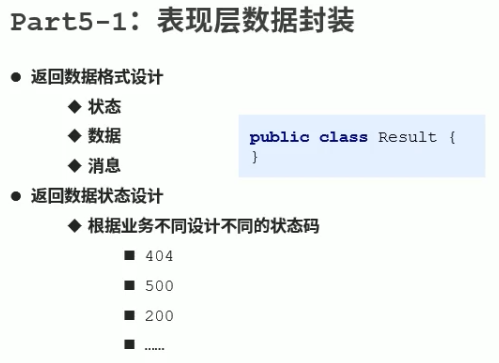 Part5-1: 表现层数据封装
● 返回数据格式设计
◆ 状态
◆ 数据
◆ 消息
public class Result {
}
● 返回数据状态设计
◆ 根据业务不同设计不同的状态码
■ 404
■ 500
■ 200
■ ……